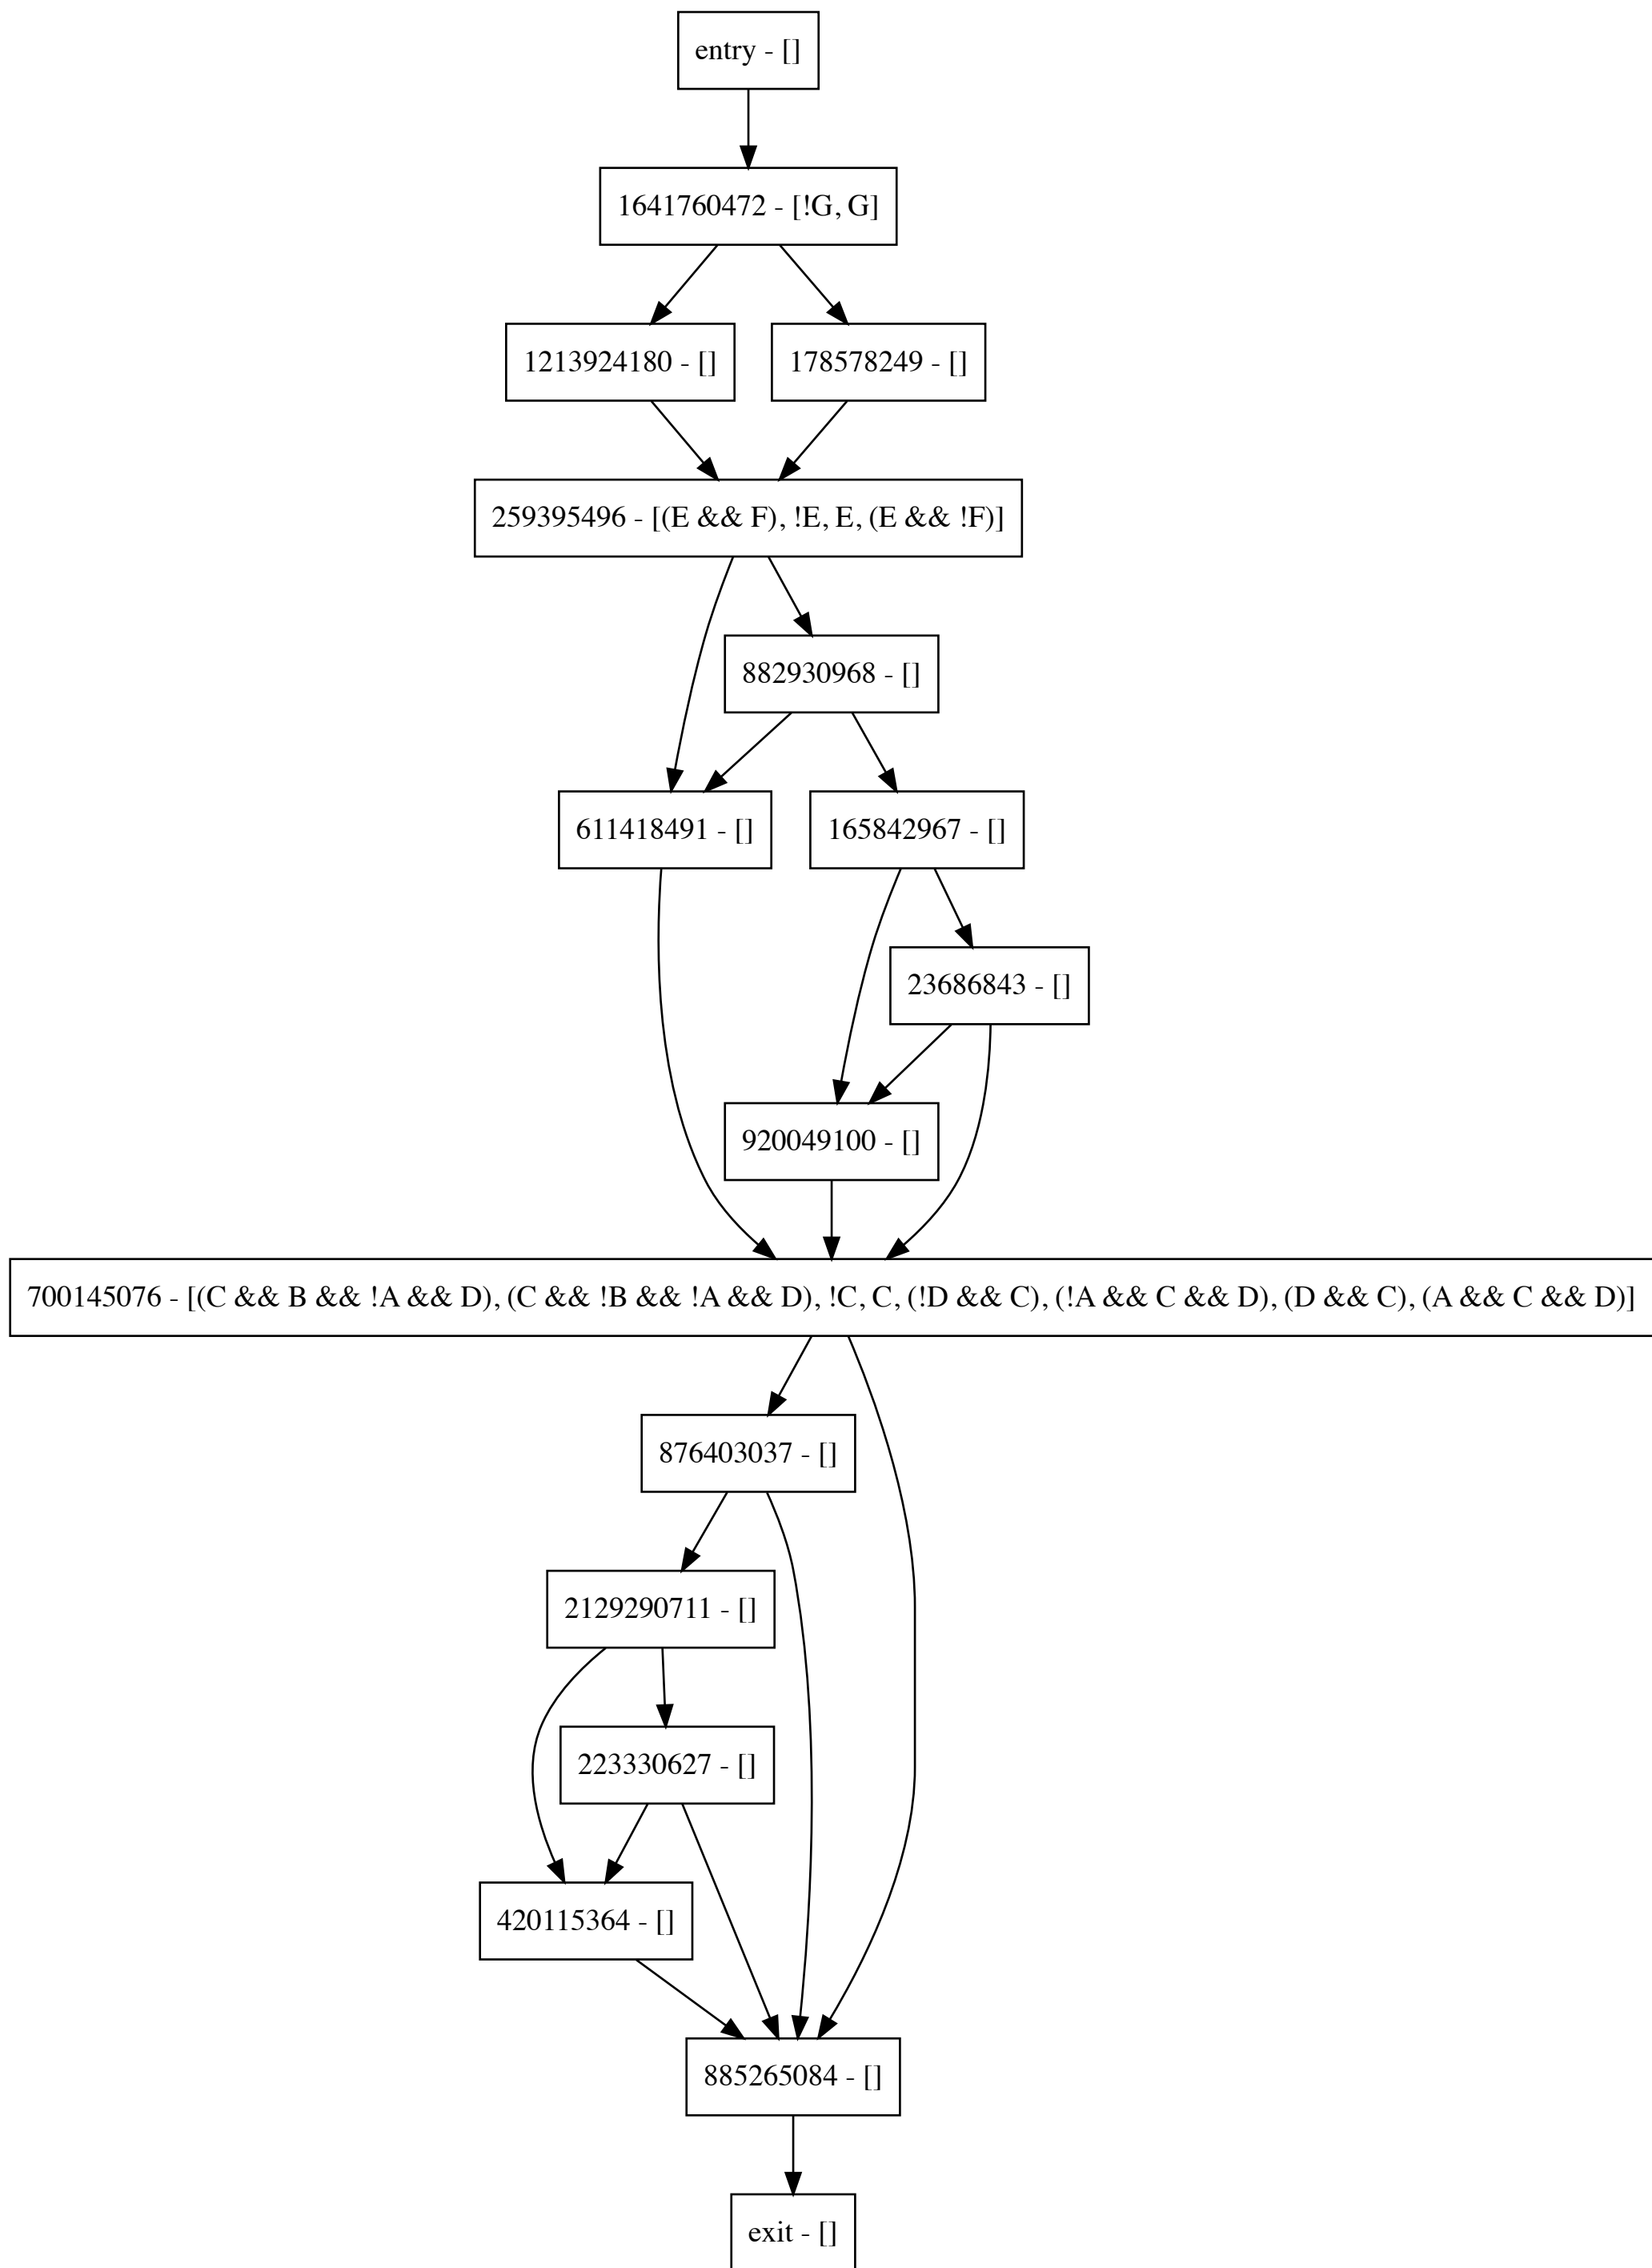 entry - []
1641760472 - [!G, G]
1213924180 - []
178578249 - []
259395496 - [(E && F), !E, E, (E && !F)]
882930968 - []
611418491 - []
165842967 - []
23686843 - []
920049100 - []
700145076 - [(C && B && !A && D), (C && !B && !A && D), !C, C, (!D && C), (!A && C && D), (D && C), (A && C && D)]
876403037 - []
2129290711 - []
223330627 - []
420115364 - []
885265084 - []
exit - []